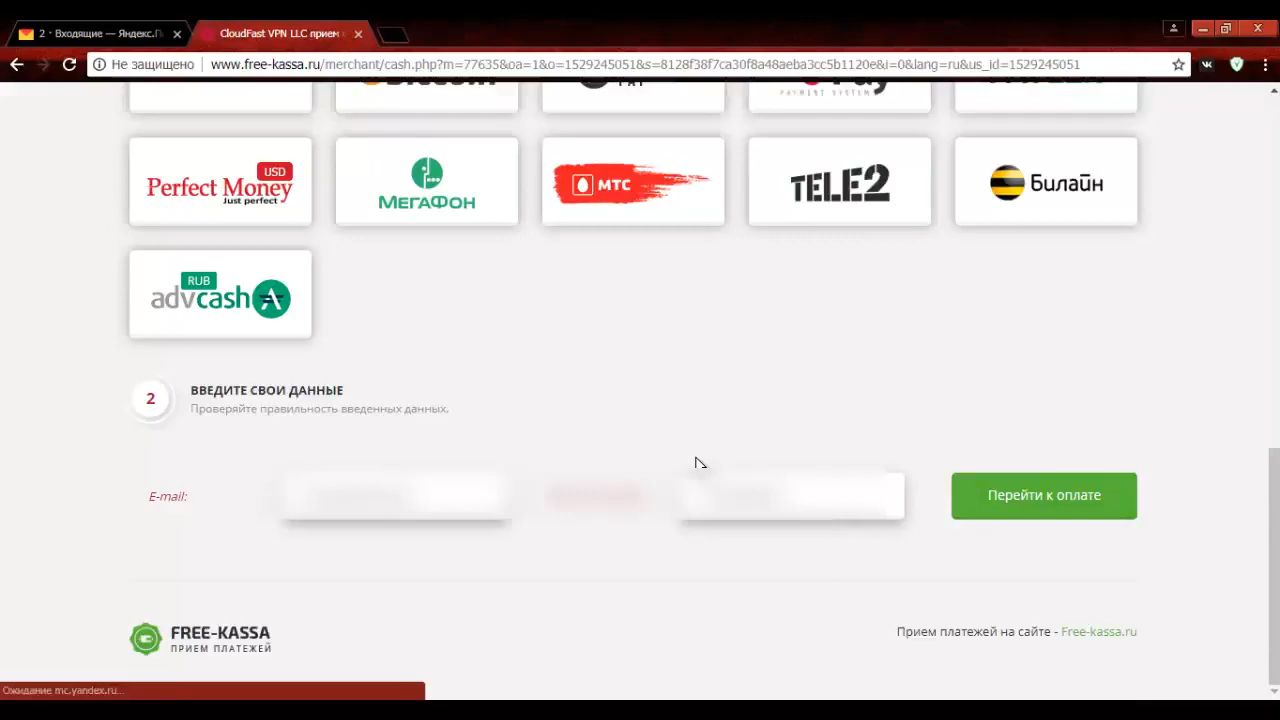 2 · Входящие — Яндекс.П
CloudFast VPN LLC прием
Не защищено
www.free-kassa.ru/merchant/cash.php?m=77635&oa=1&o=1529245051&s=8128f38f7ca30f8a48aeba3cc5b1120e&i=0&lang=ru&us_id=1529245051
PAYMENT SYSTEM
USD
Perfect Money
Just perfect
МЕГАФОН
МТС
TELE2
Билайн
RUB
advcash
2
ВВЕДИТЕ СВОИ ДАННЫЕ
Проверяйте правильность введенных данных.
E-mail:
Перейти к оплате
FREE-KASSA
ПРИЕМ ПЛАТЕЖЕЙ
Прием платежей на сайте - Free-kassa.ru
Ожидание mc.yandex.ru...